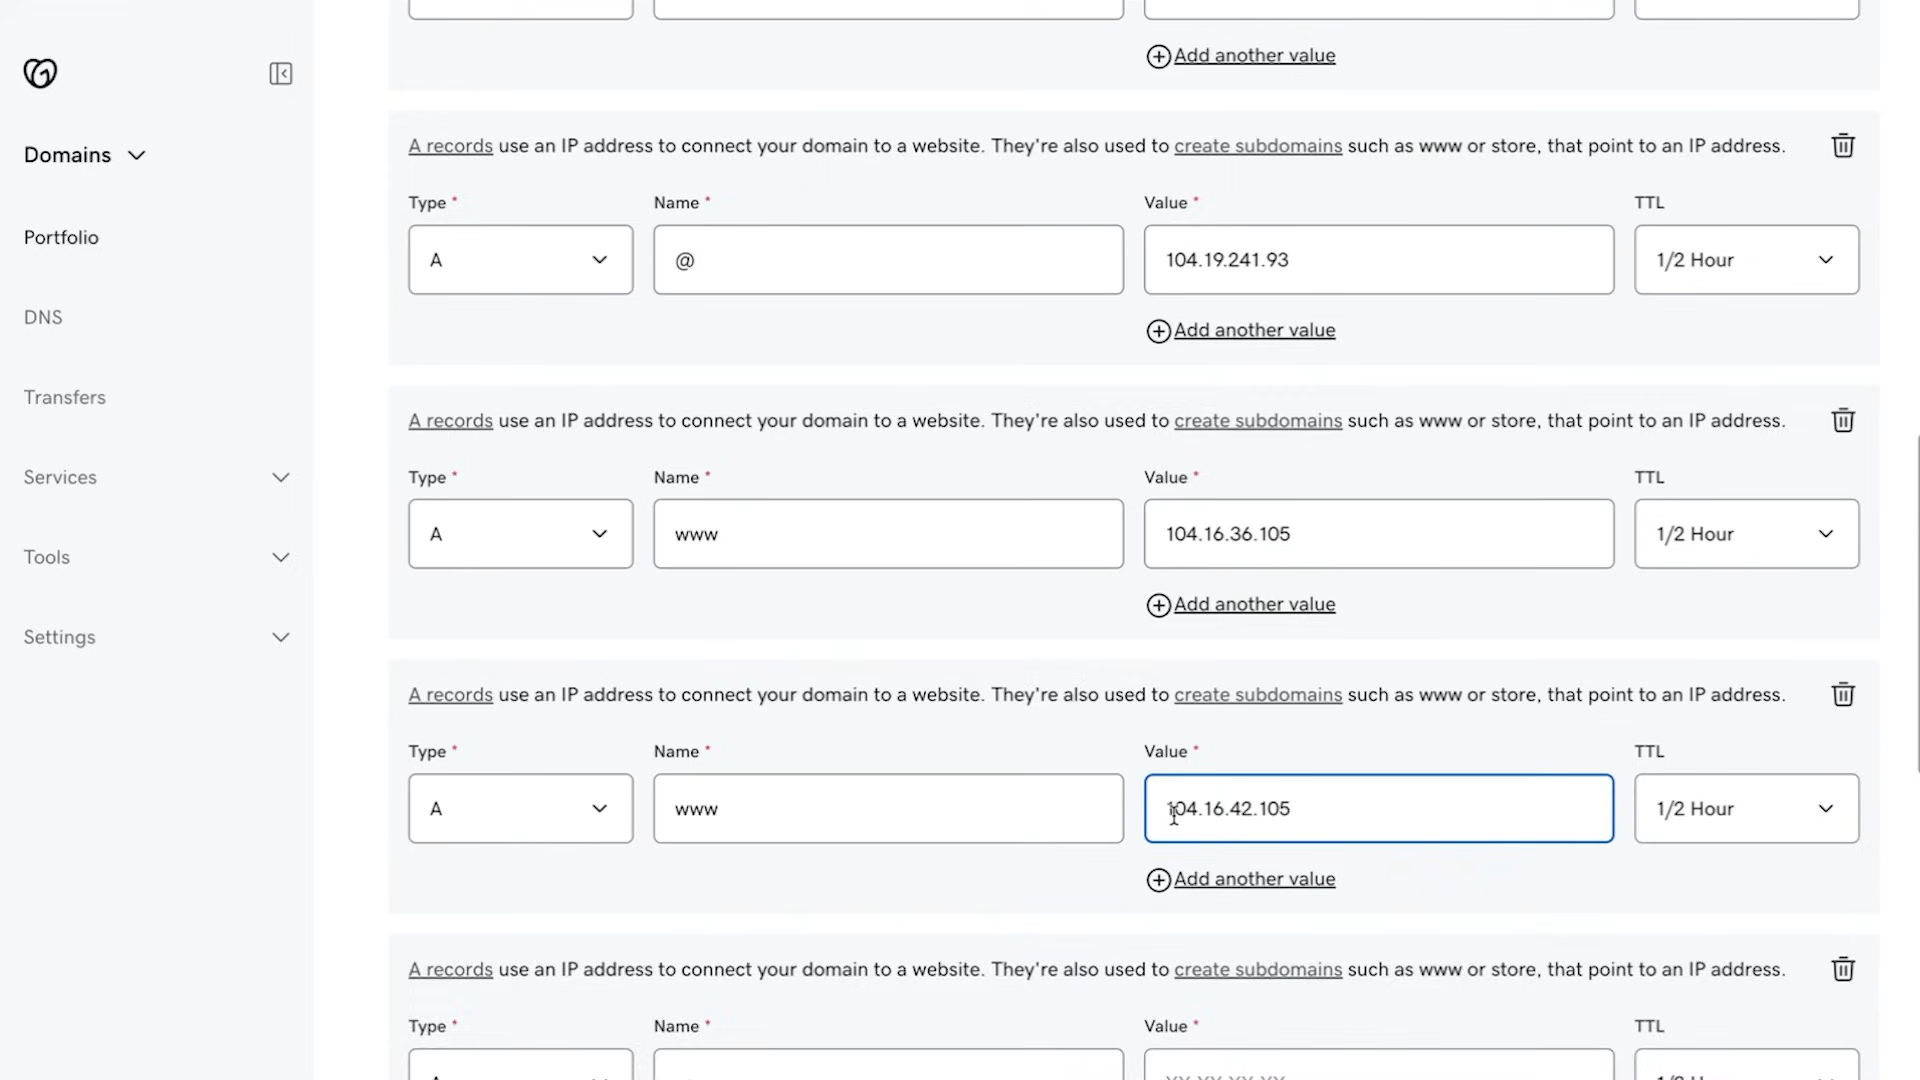 Add another value
Domains
Portfolio
DNS
Transfers
Services
Tools
Settings
A records use an IP address to connect your domain to a website. They're also used to create subdomains such as www or store, that point to an IP address.
Type * Name * Value * TTL
A @ 104.19.241.93 1/2 Hour
Add another value
A records use an IP address to connect your domain to a website. They're also used to create subdomains such as www or store, that point to an IP address.
Type * Name * Value * TTL
A www 104.16.36.105 1/2 Hour
Add another value
A records use an IP address to connect your domain to a website. They're also used to create subdomains such as www or store, that point to an IP address.
Type * Name * Value * TTL
A www 104.16.42.105 1/2 Hour
Add another value
A records use an IP address to connect your domain to a website. They're also used to create subdomains such as www or store, that point to an IP address.
Type * Name * Value * TTL